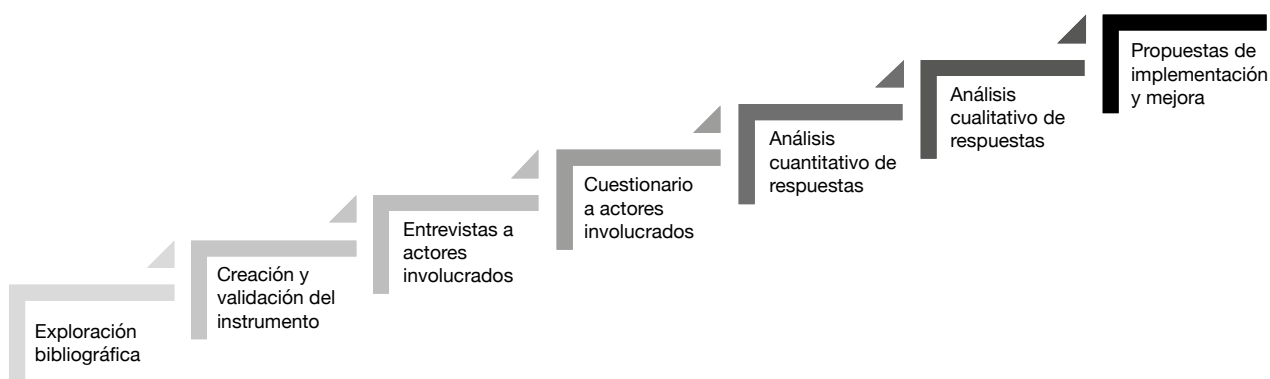 Exploración
bibliográfica
Creación y
validación del
instrumento
Entrevistas a
actores
involucrados
Cuestionario
a actores
involucrados
Análisis
cuantitativo de
respuestas
Análisis
cualitativo de
respuestas
Propuestas de
implementación
y mejora